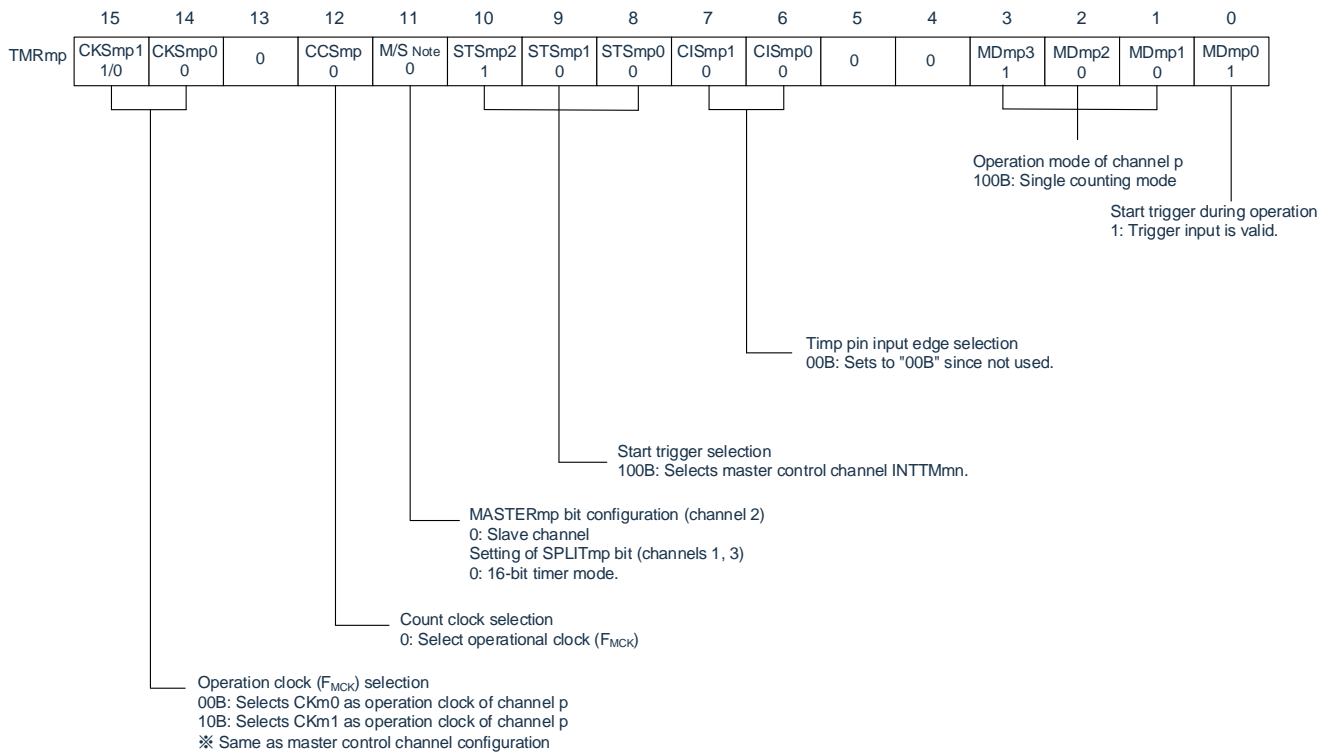 15 14 13 12 11 10 9 8 7 6 5 4 3 2 1 0
TMRmp CKSmp1 CKSmp0 0 CCSmp M/S Note STSmp2 STSmp1 STSmp0 CISmp1 CISmp0 0 0 MDmp3 MDmp2 MDmp1 MDmp0
1/0 0 0 0 1 0 0 0 0 1 0 0 1
Operation mode of channel p
100B: Single counting mode
Start trigger during operation
1: Trigger input is valid.
Timp pin input edge selection
00B: Sets to "00B" since not used.
Start trigger selection
100B: Selects master control channel INTTMmn.
MASTERmp bit configuration (channel 2)
0: Slave channel
Setting of SPLITmp bit (channels 1, 3)
0: 16-bit timer mode.
Count clock selection
0: Select operational clock (FMCK)
Operation clock (FMCK) selection
00B: Selects CKm0 as operation clock of channel p
10B: Selects CKm1 as operation clock of channel p
※ Same as master control channel configuration